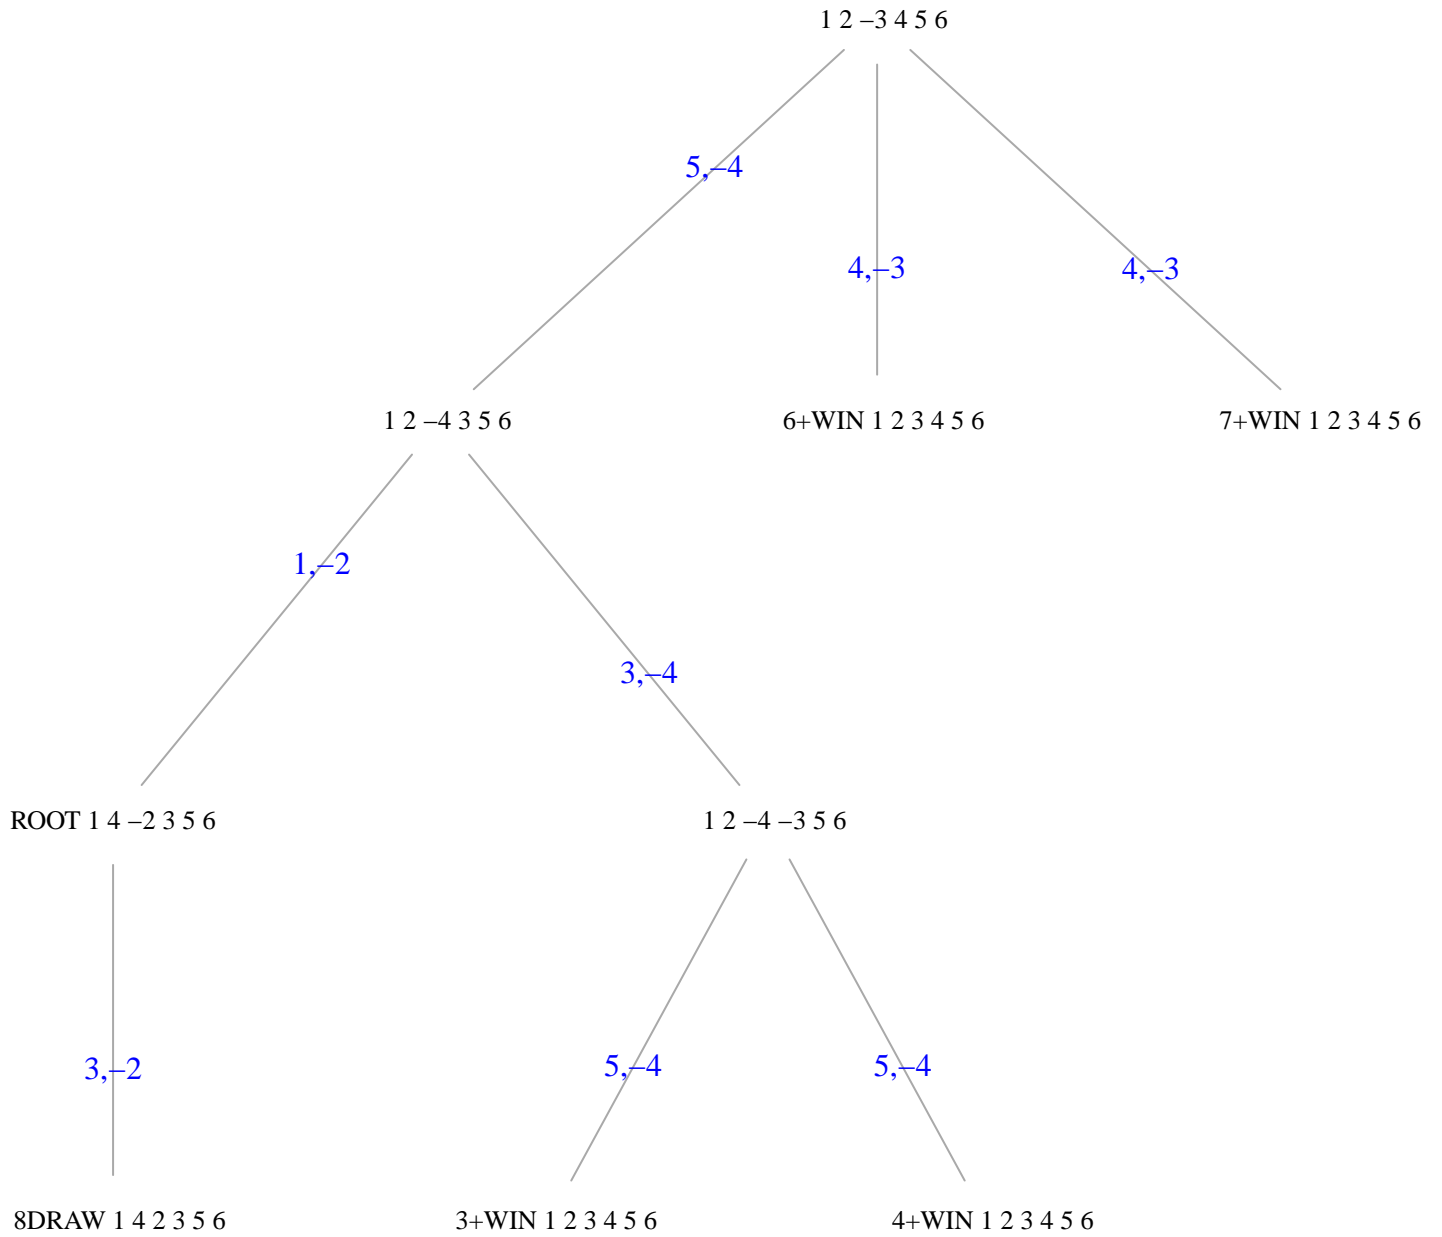 1 2 –3 4 5 6
5,–4
4,–3
4,–3
1 2 –4 3 5 6
6+WIN 1 2 3 4 5 6
7+WIN 1 2 3 4 5 6
1,–2
3,–4
ROOT 1 4 –2 3 5 6
1 2 –4 –3 5 6
3,–2
5,–4
5,–4
8DRAW 1 4 2 3 5 6
3+WIN 1 2 3 4 5 6
4+WIN 1 2 3 4 5 6